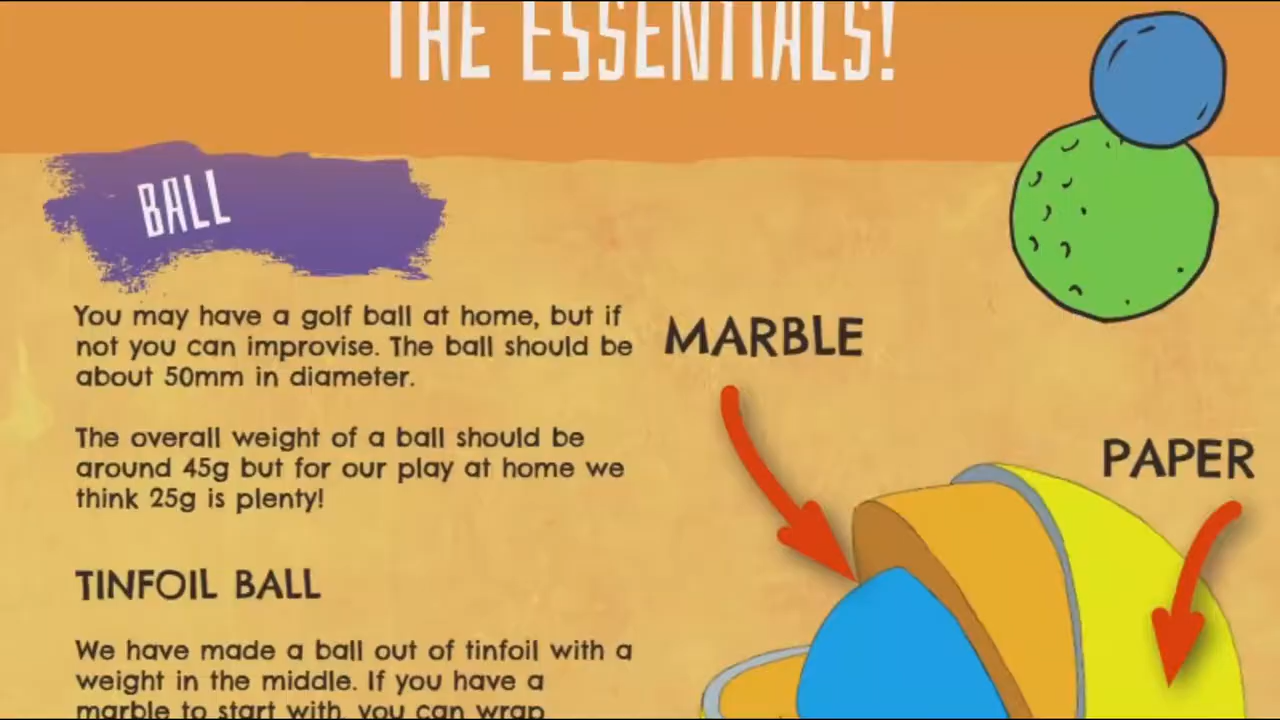 THE ESSENTIALS!
BALL
You may have a golf ball at home, but if
not you can improvise. The ball should be
about 50mm in diameter.
The overall weight of a ball should be
around 45g but for our play at home we
think 25g is plenty!
TINFOIL BALL
We have made a ball out of tinfoil with a
weight in the middle. If you have a
marble to start with, you can wrap
MARBLE
PAPER